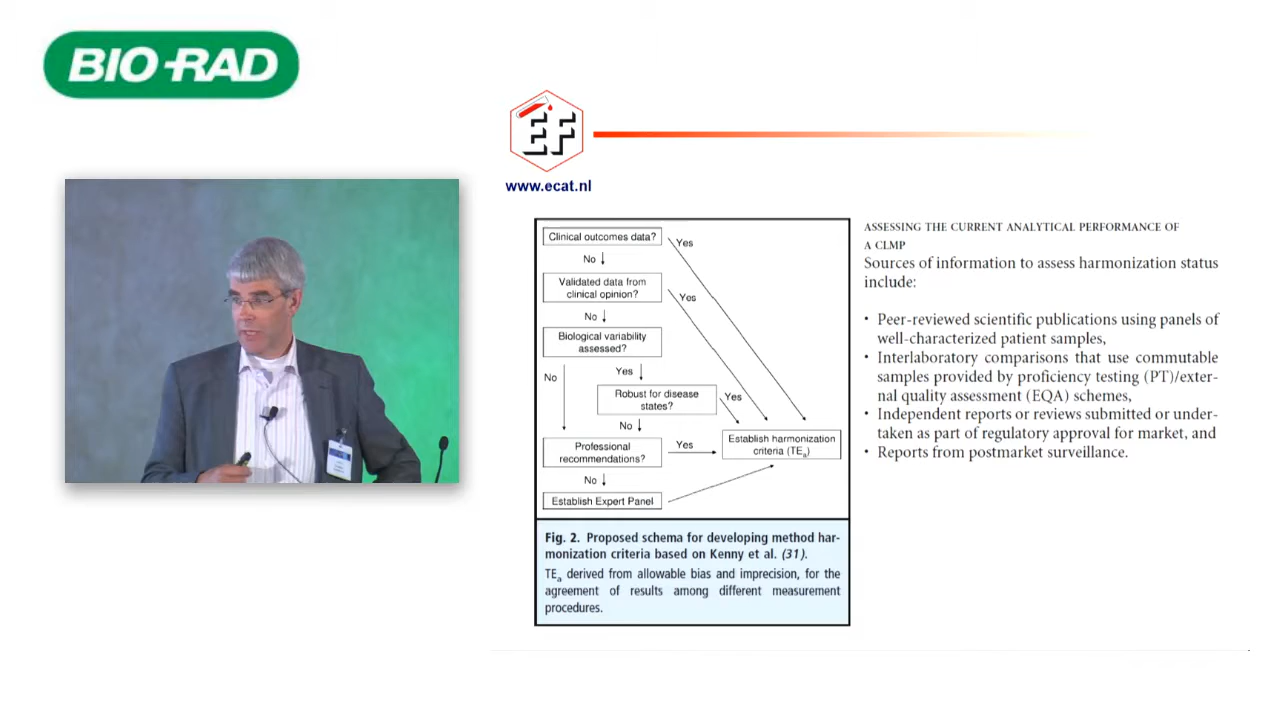 BIO-RAD
EF
www.ecat.nl
Clinical outcomes data?
Yes
No
Validated data from
clinical opinion?
Yes
No
Biological variability
assessed?
No
Yes
Robust for disease
states?
Yes
No
Professional
recommendations?
Yes
Establish harmonization
criteria (TEa)
No
Establish Expert Panel
Fig. 2. Proposed schema for developing method har-
monization criteria based on Kenny et al. (31).
TEa derived from allowable bias and imprecision, for the
agreement of results among different measurement
procedures.
ASSESSING THE CURRENT ANALYTICAL PERFORMANCE OF
A CLMP
Sources of information to assess harmonization status
include:
• Peer-reviewed scientific publications using panels of
well-characterized patient samples,
• Interlaboratory comparisons that use commutable
samples provided by proficiency testing (PT)/exter-
nal quality assessment (EQA) schemes,
• Independent reports or reviews submitted or under-
taken as part of regulatory approval for market, and
• Reports from postmarket surveillance.